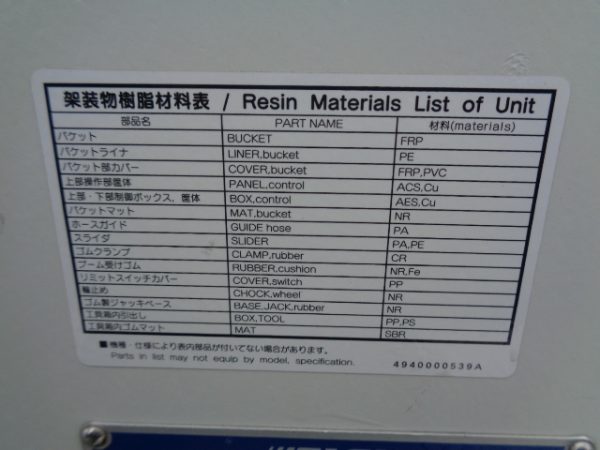 架装物樹脂材料表 / Resin Materials List of Unit
部品名 PART NAME 材料(materials)
バケット BUCKET FRP
バケットライナ LINER,bucket PE
バケット部カバー COVER,bucket FRP,PVC
上部操作部筐体 PANEL,control ACS,Cu
上部・下部制御ボックス, 筐体 BOX,control AES,Cu
バケットマット MAT,bucket NR
ホースガイド GUIDE hose PA
スライダ SLIDER PA,PE
ゴムクランプ CLAMP,rubber CR
ブーム受けゴム RUBBER,cushion NR,Fe
リミットスイッチカバー COVER,switch PP
輪止め CHOCK,wheel NR
ゴム製ジャッキベース BASE,JACK,rubber NR
工具箱内引出し BOX,TOOL PP,PS
工具箱内ゴムマット MAT SBR
■機種・仕様により表内部品が付いてない場合があります。
Parts in list may not equip by model, specification.
4940000539A